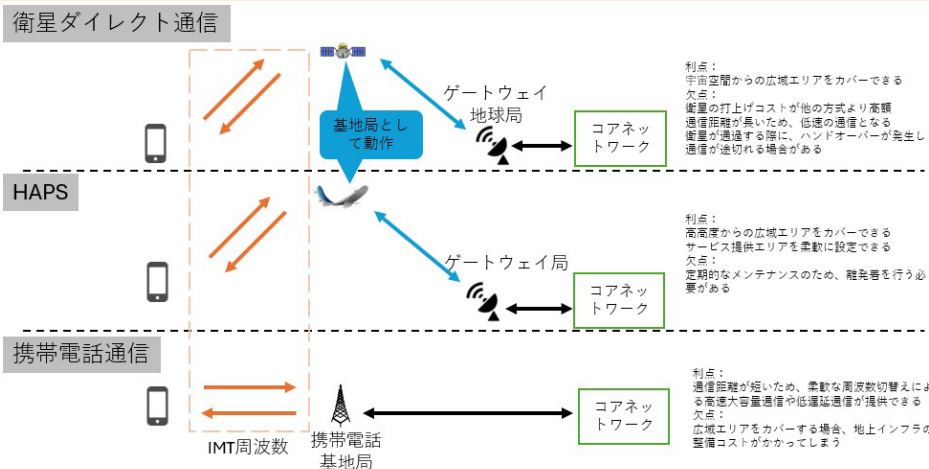 衛星ダイレクト通信
利点：
宇宙空間からの広域エリアをカバーできる
欠点：
衛星の打上げコストが他の方式より高額
通信距離が長いため、低速の通信となる
衛星が通過する際に、ハンドオーバーが発生し
通信が途切れる場合がある
ゲートウェイ
地球局
基地局とし
て動作
コアネッ
トワーク
HAPS
利点：
高高度からの広域エリアをカバーできる
サービス提供エリアを柔軟に設定できる
欠点：
定期的なメンテナンスのため、離発着を行う必
要がある
ゲートウェイ局
コアネッ
トワーク
携帯電話通信
利点：
通信距離が短いため、柔軟な周波数切替えによ
る高速大容量通信や低遅延通信が提供できる
欠点：
広域エリアをカバーする場合、地上インフラの
整備コストがかかってしまう
コアネッ
トワーク
IMT周波数
携帯電話
基地局